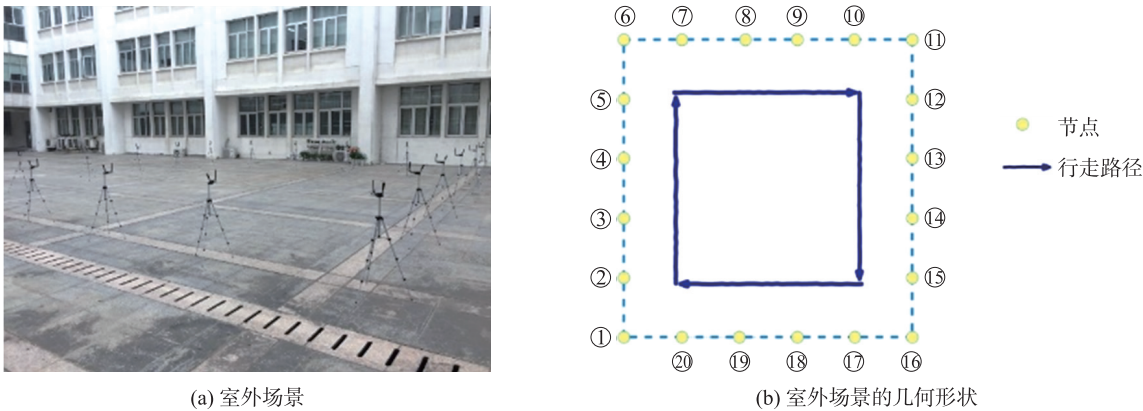 ⑥ ⑦ ⑧ ⑨ ⑩
⑪
⑤
⑫
④
⑬
③
⑭
②
⑮
①
⑳ ⑲ ⑱ ⑰ ⑯
节点
行走路径
(a) 室外场景
(b) 室外场景的几何形状